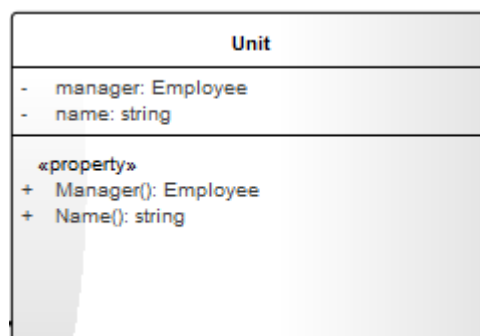 Unit
- manager: Employee
- name: string
«property»
+ Manager(): Employee
+ Name(): string